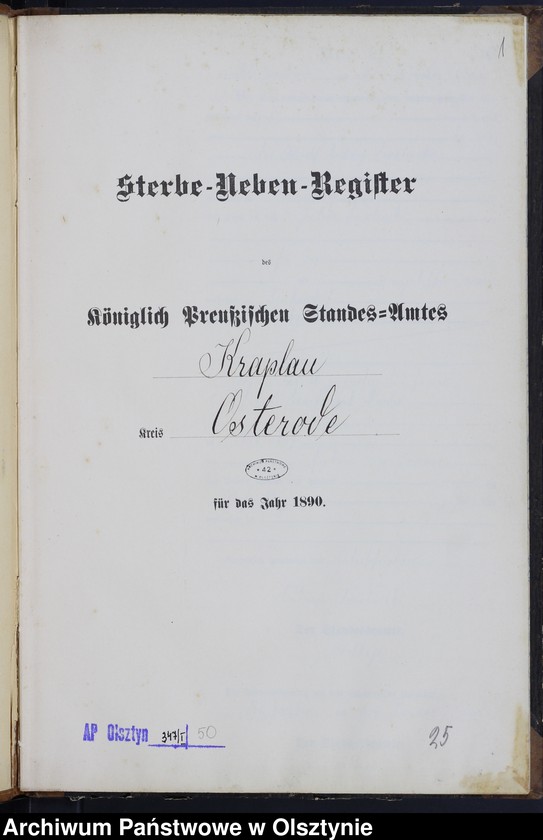 1
Sterbe-Neben-Register
des
Königlich Preußischen Standes-Amtes
Kraplau
Kreis Osterode
42
für das Jahr 1890.
AP Olsztyn 347/I 50
25
Archiwum Państwowe w Olsztynie